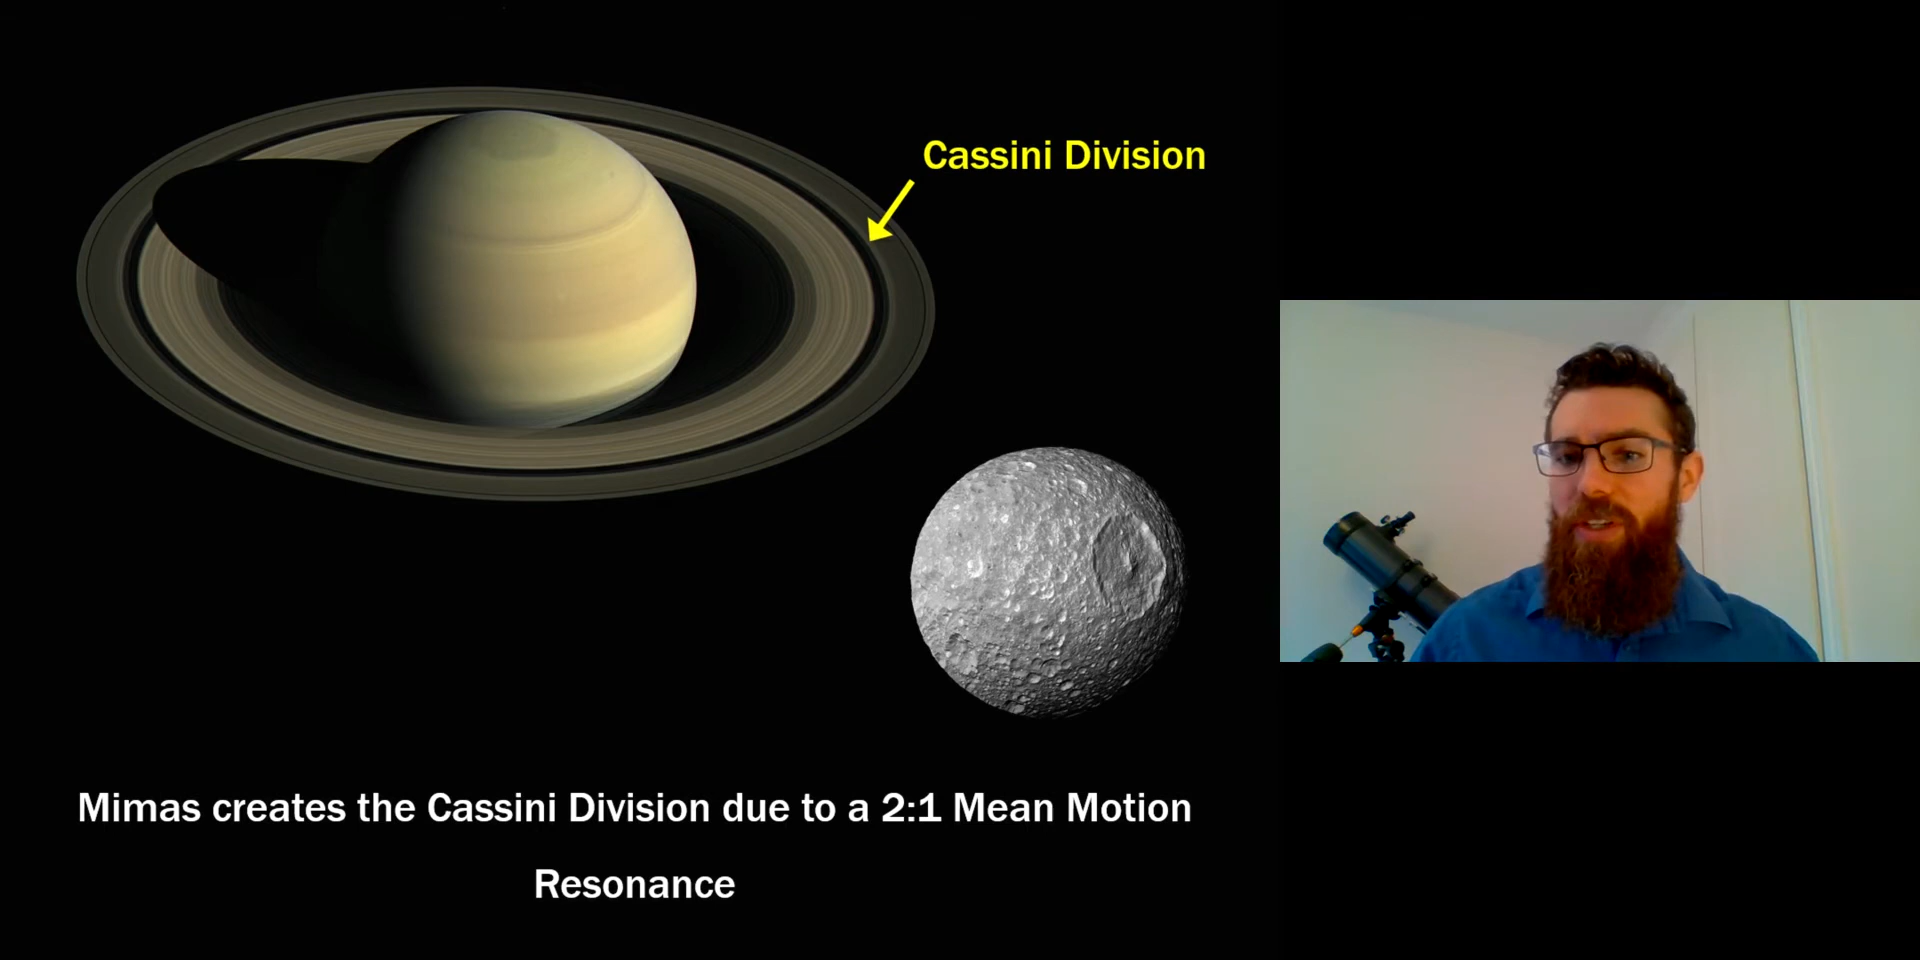 Cassini Division
Mimas creates the Cassini Division due to a 2:1 Mean Motion
Resonance